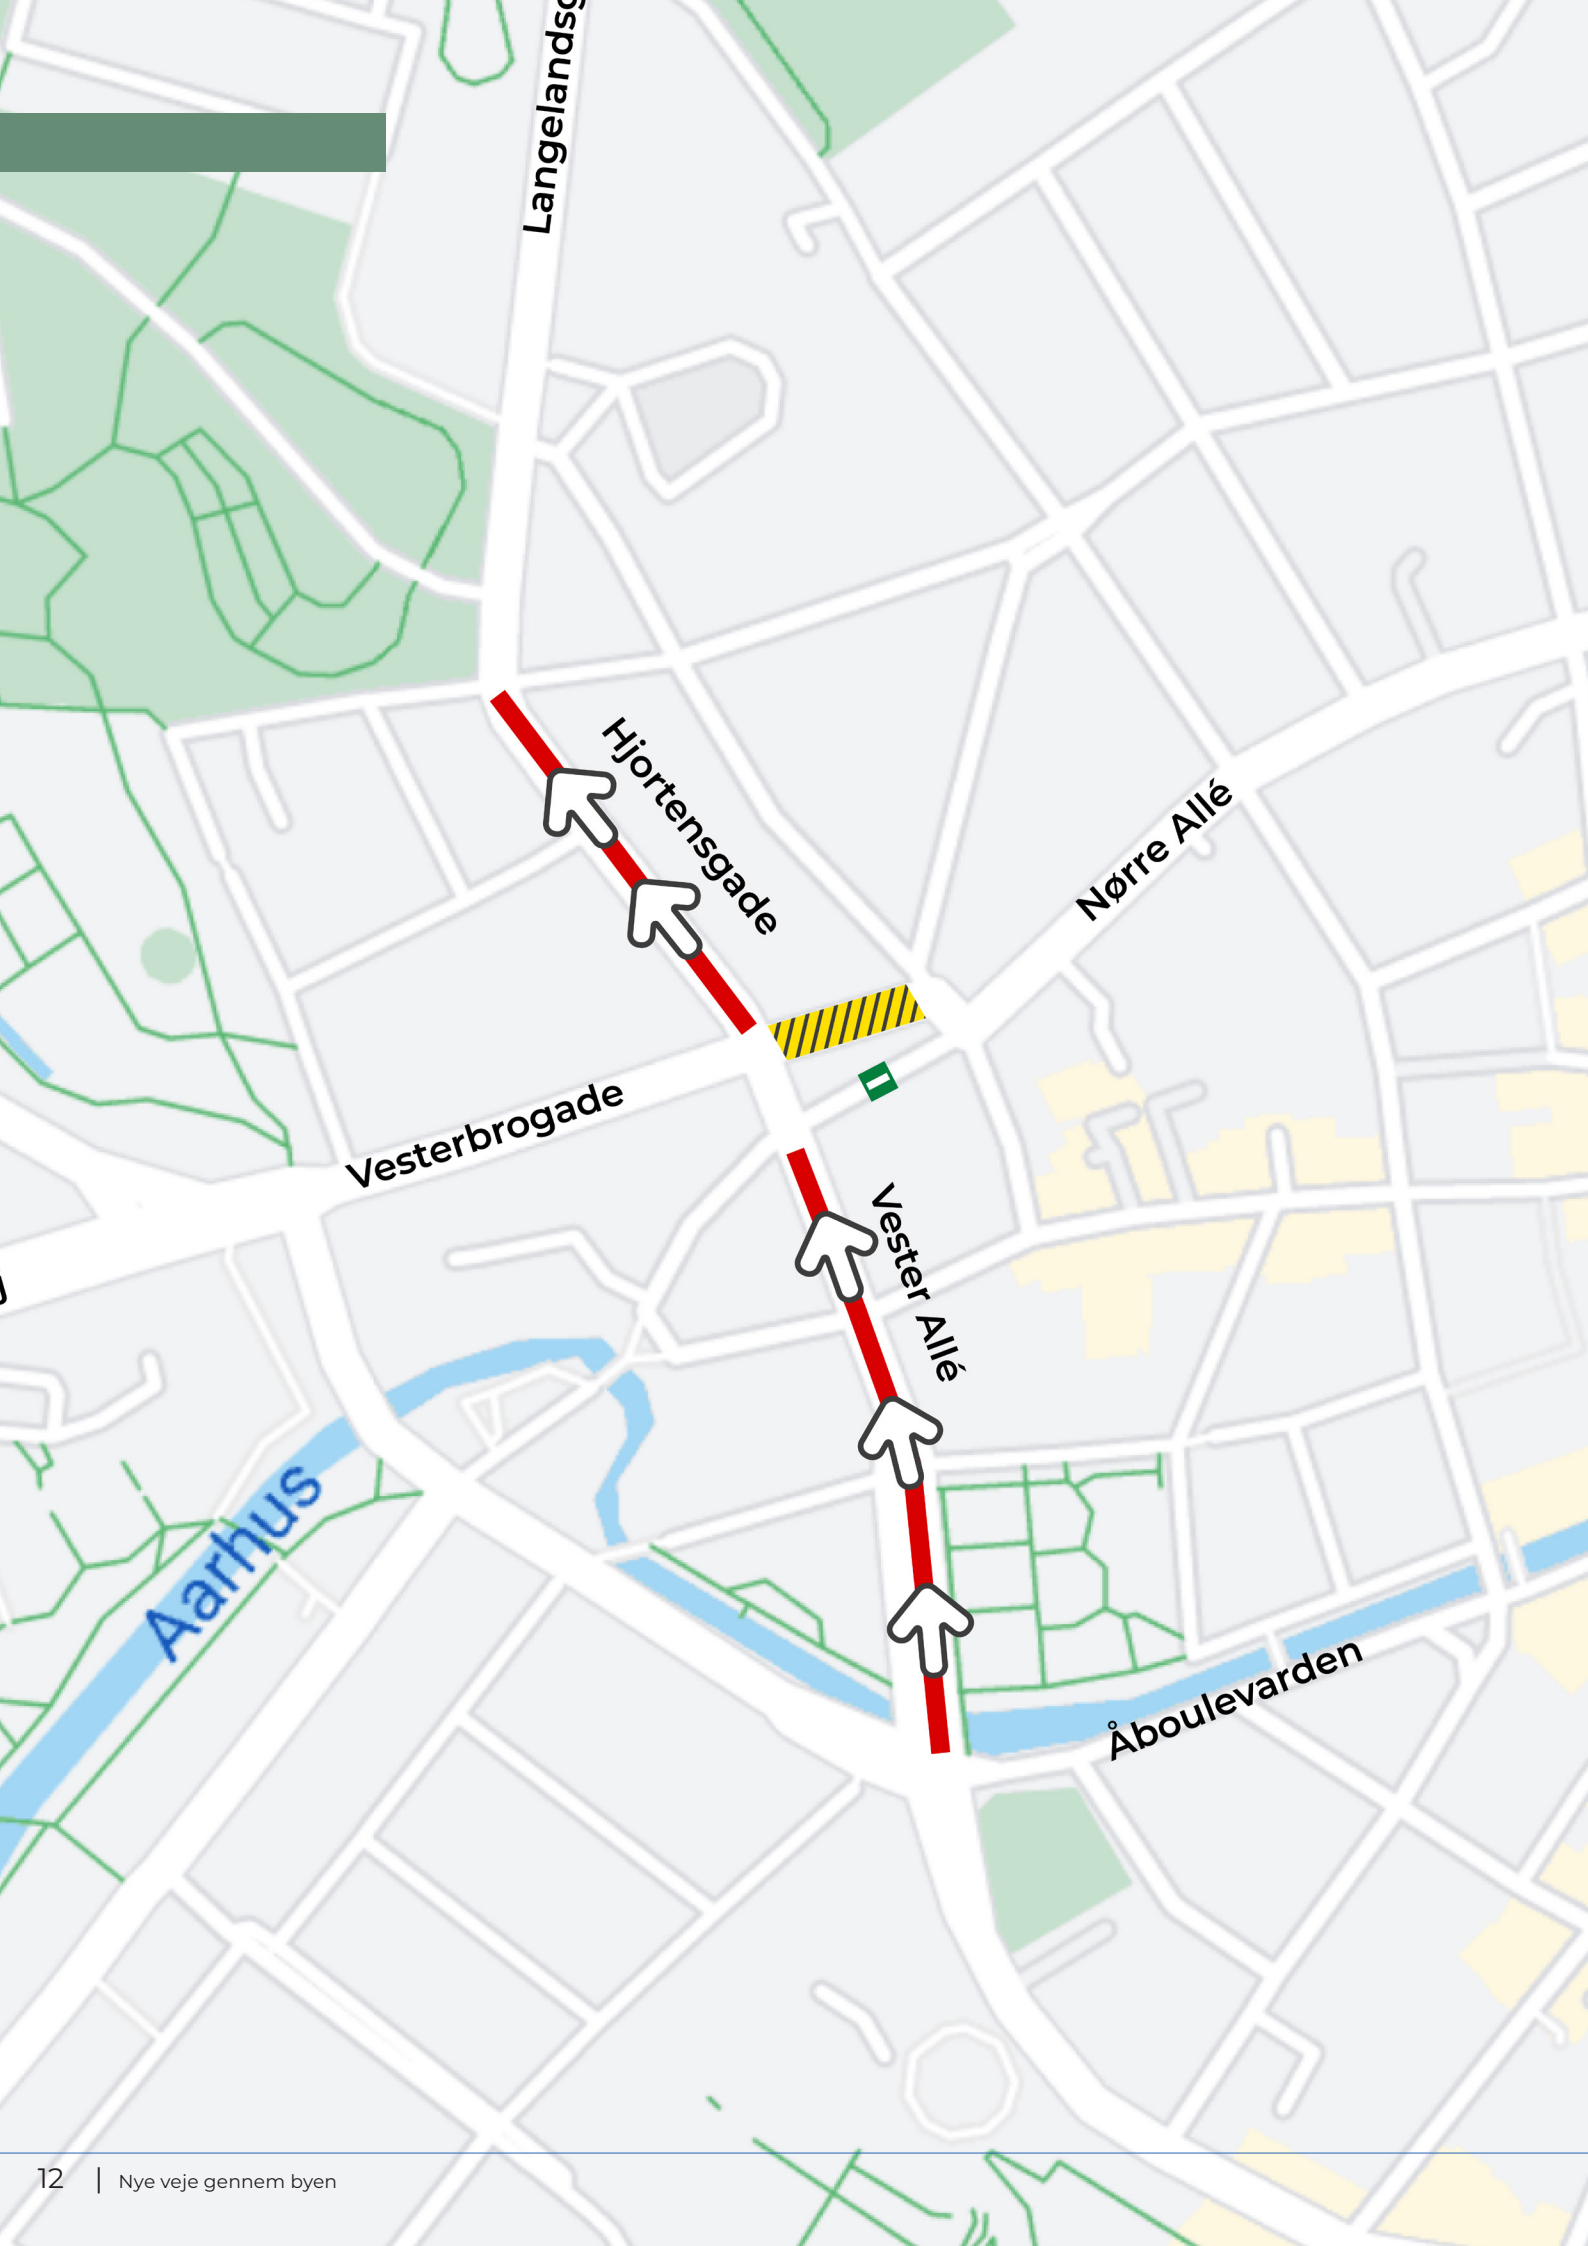 Langelandsg
Hjortensgade
Nørre Allé
Vesterbrogade
Vester Allé
Aarhus
Åboulevarden
12 | Nye veje gennem byen